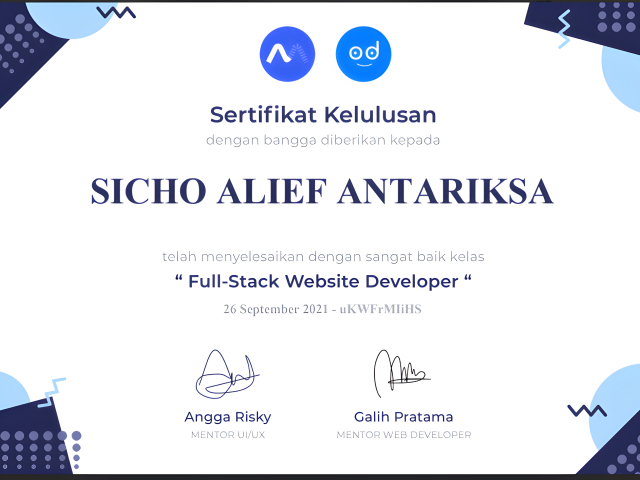 od
Sertifikat Kelulusan
dengan bangga diberikan kepada
SICHO ALIEF ANTARIKSA
telah menyelesaikan dengan sangat baik kelas
“ Full-Stack Website Developer “
26 September 2021 - uKWFrMIiHS
Angga Risky Galih Pratama
MENTOR UI/UX MENTOR WEB DEVELOPER